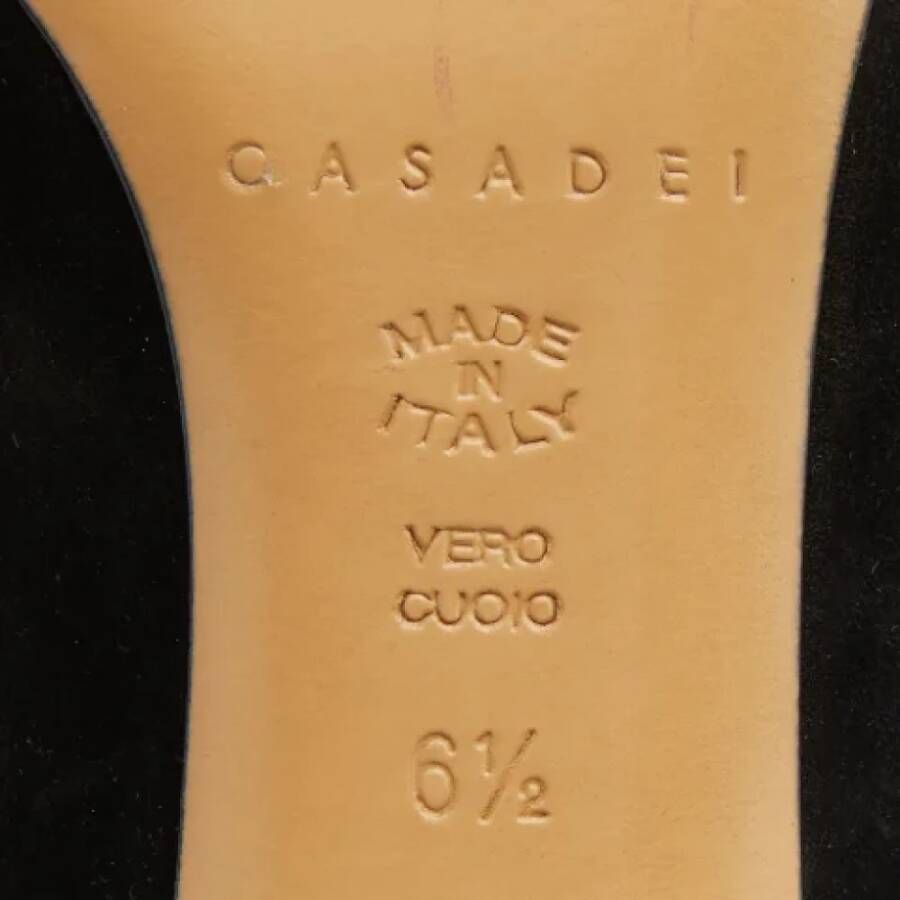 CASADEI
MADE
IN
ITALY
VERO
CUOIO
6½